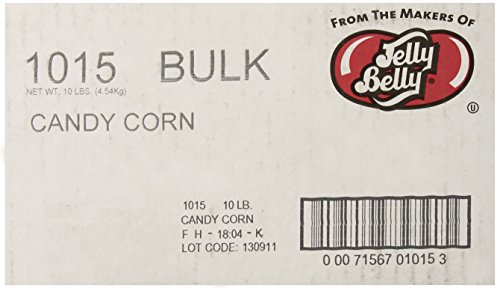 FROM THE MAKERS OF
Jelly
Belly®
U
1015 BULK
NET WT, 10 LBS. (4.54Kg)
CANDY CORN
1015 10 LB.
CANDY CORN
F H - 18:04 - K
LOT CODE: 130911
0 00 71567 01015 3